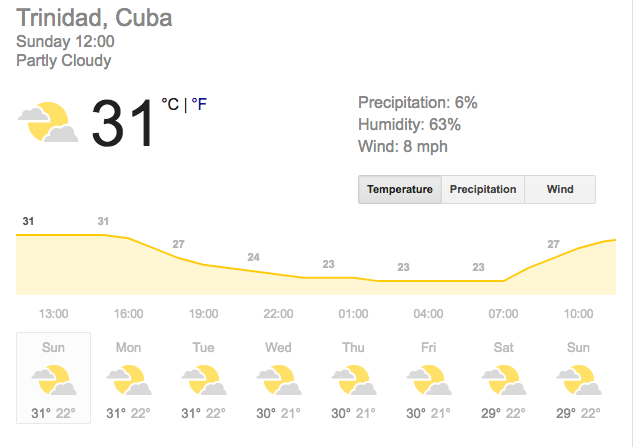 Trinidad, Cuba
Sunday 12:00
Partly Cloudy
31 °C | °F
Precipitation: 6%
Humidity: 63%
Wind: 8 mph
Temperature Precipitation Wind
31 31 27 24 23 23 23 27
13:00 16:00 19:00 22:00 01:00 04:00 07:00 10:00
Sun Mon Tue Wed Thu Fri Sat Sun
31° 22° 31° 22° 31° 22° 30° 21° 30° 21° 30° 21° 29° 22° 29° 22°